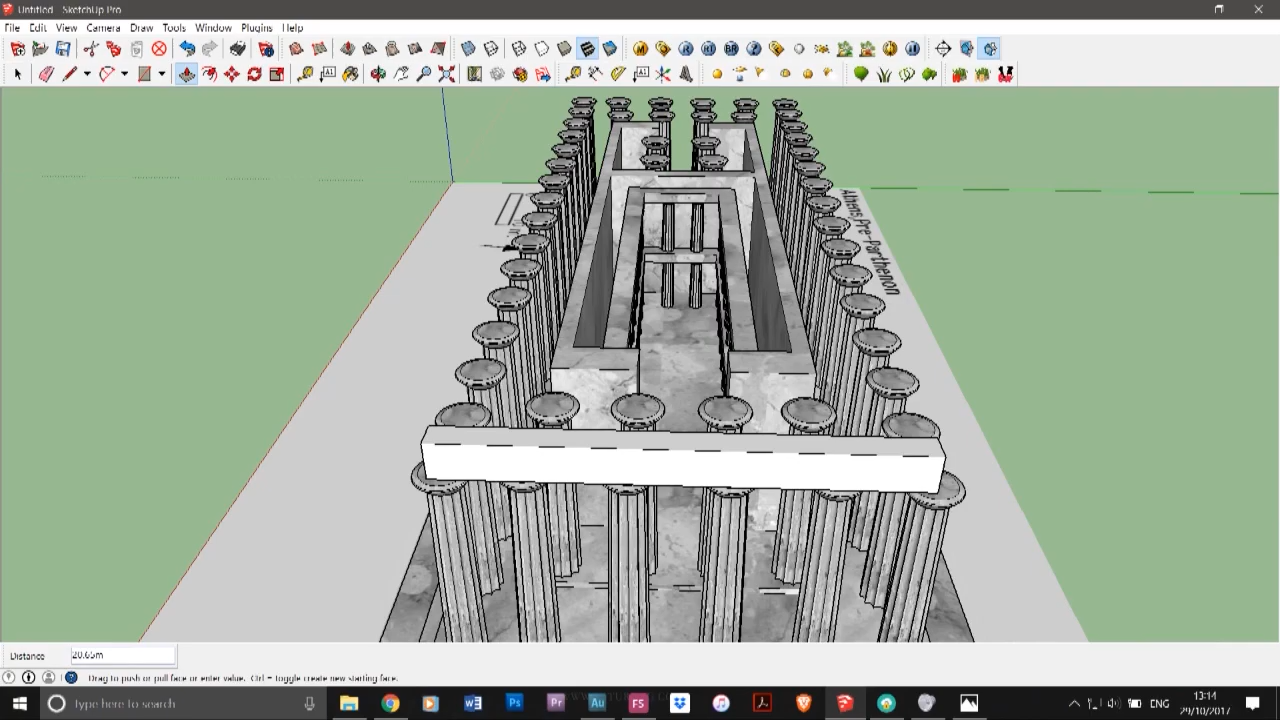 Untitled - SketchUp Pro
File Edit View Camera Draw Tools Window Plugins Help
Athens Pre-Parthenon
Distance 20.65m
Drag to push or pull face or enter value. Ctrl = toggle create new starting face.
Type here to search
ENG
13:14
29/10/2017